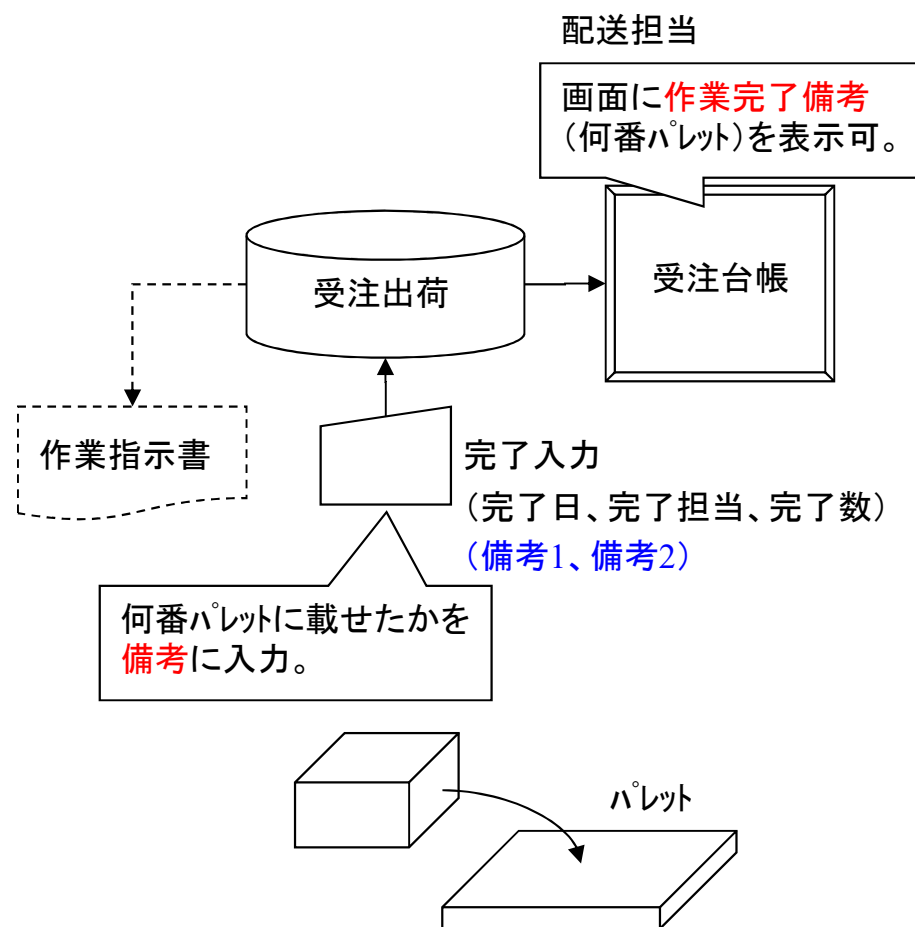 配送担当
画面に作業完了備考
(何番パレット)を表示可。
受注出荷
受注台帳
作業指示書
完了入力
(完了日、完了担当、完了数)
(備考1、備考2)
何番パレットに載せたかを
備考に入力。
パレット